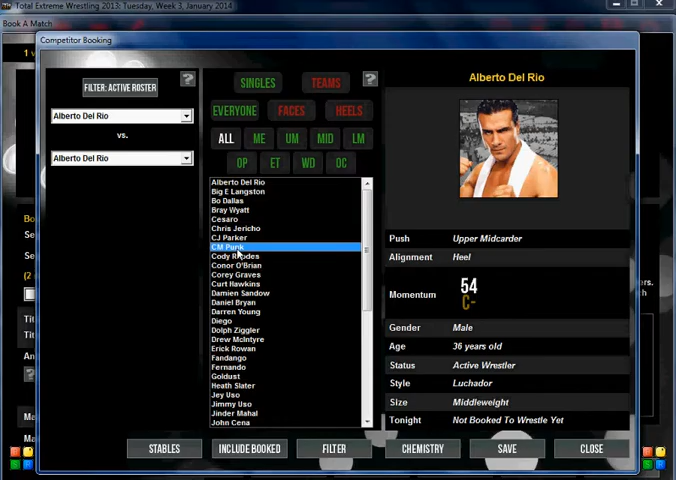 Total Extreme Wrestling 2013: Tuesday, Week 3, January 2014
Book A Match
Competitor Booking
FILTER: ACTIVE ROSTER
?
Alberto Del Rio
vs.
Alberto Del Rio
SINGLES
TEAMS
?
EVERYONE
FACES
HEELS
ALL
ME
UM
MID
LM
OP
ET
WD
OC
Alberto Del Rio
Big E Langston
Bo Dallas
Bray Wyatt
Cesaro
Chris Jericho
CJ Parker
CM Punk
Cody Rhodes
Conor O'Brian
Corey Graves
Curt Hawkins
Damien Sandow
Daniel Bryan
Darren Young
Diego
Dolph Ziggler
Drew McIntyre
Erick Rowan
Fandango
Fernando
Goldust
Heath Slater
Jey Uso
Jimmy Uso
Jinder Mahal
John Cena
Alberto Del Rio
Push Upper Midcarder
Alignment Heel
Momentum 54 C-
Gender Male
Age 36 years old
Status Active Wrestler
Style Luchador
Size Middleweight
Tonight Not Booked To Wrestle Yet
STABLES
INCLUDE BOOKED
FILTER
CHEMISTRY
SAVE
CLOSE